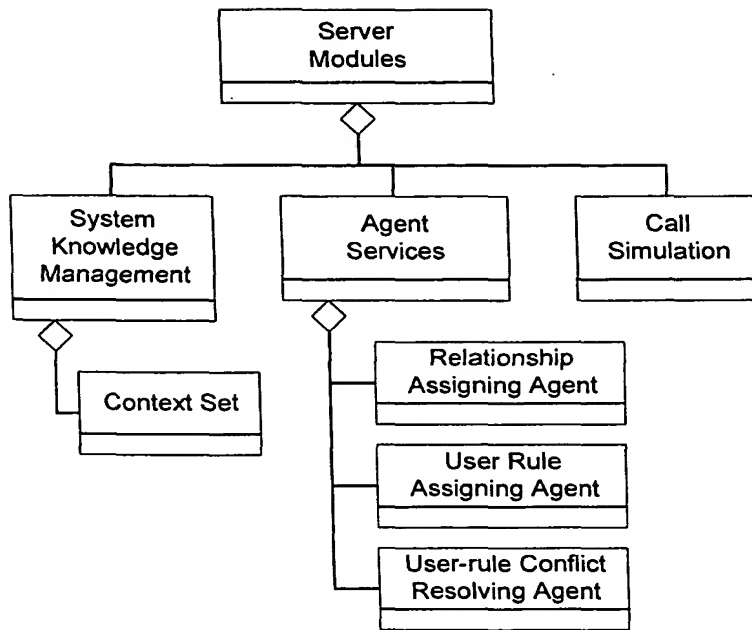 Server
Modules
System
Knowledge
Management
Agent
Services
Call
Simulation
Context Set
Relationship
Assigning Agent
User Rule
Assigning Agent
User-rule Conflict
Resolving Agent